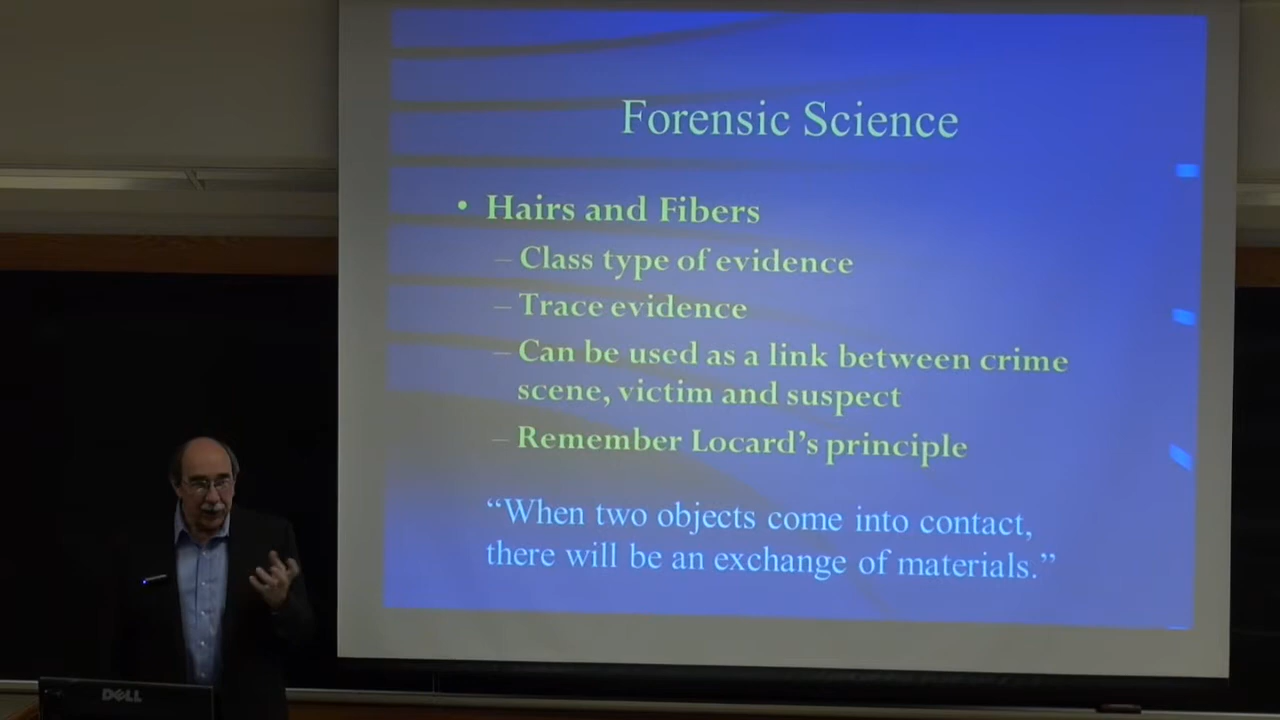 Forensic Science
• Hairs and Fibers
– Class type of evidence
– Trace evidence
– Can be used as a link between crime
scene, victim and suspect
– Remember Locard's principle
“When two objects come into contact,
there will be an exchange of materials.”
DELL